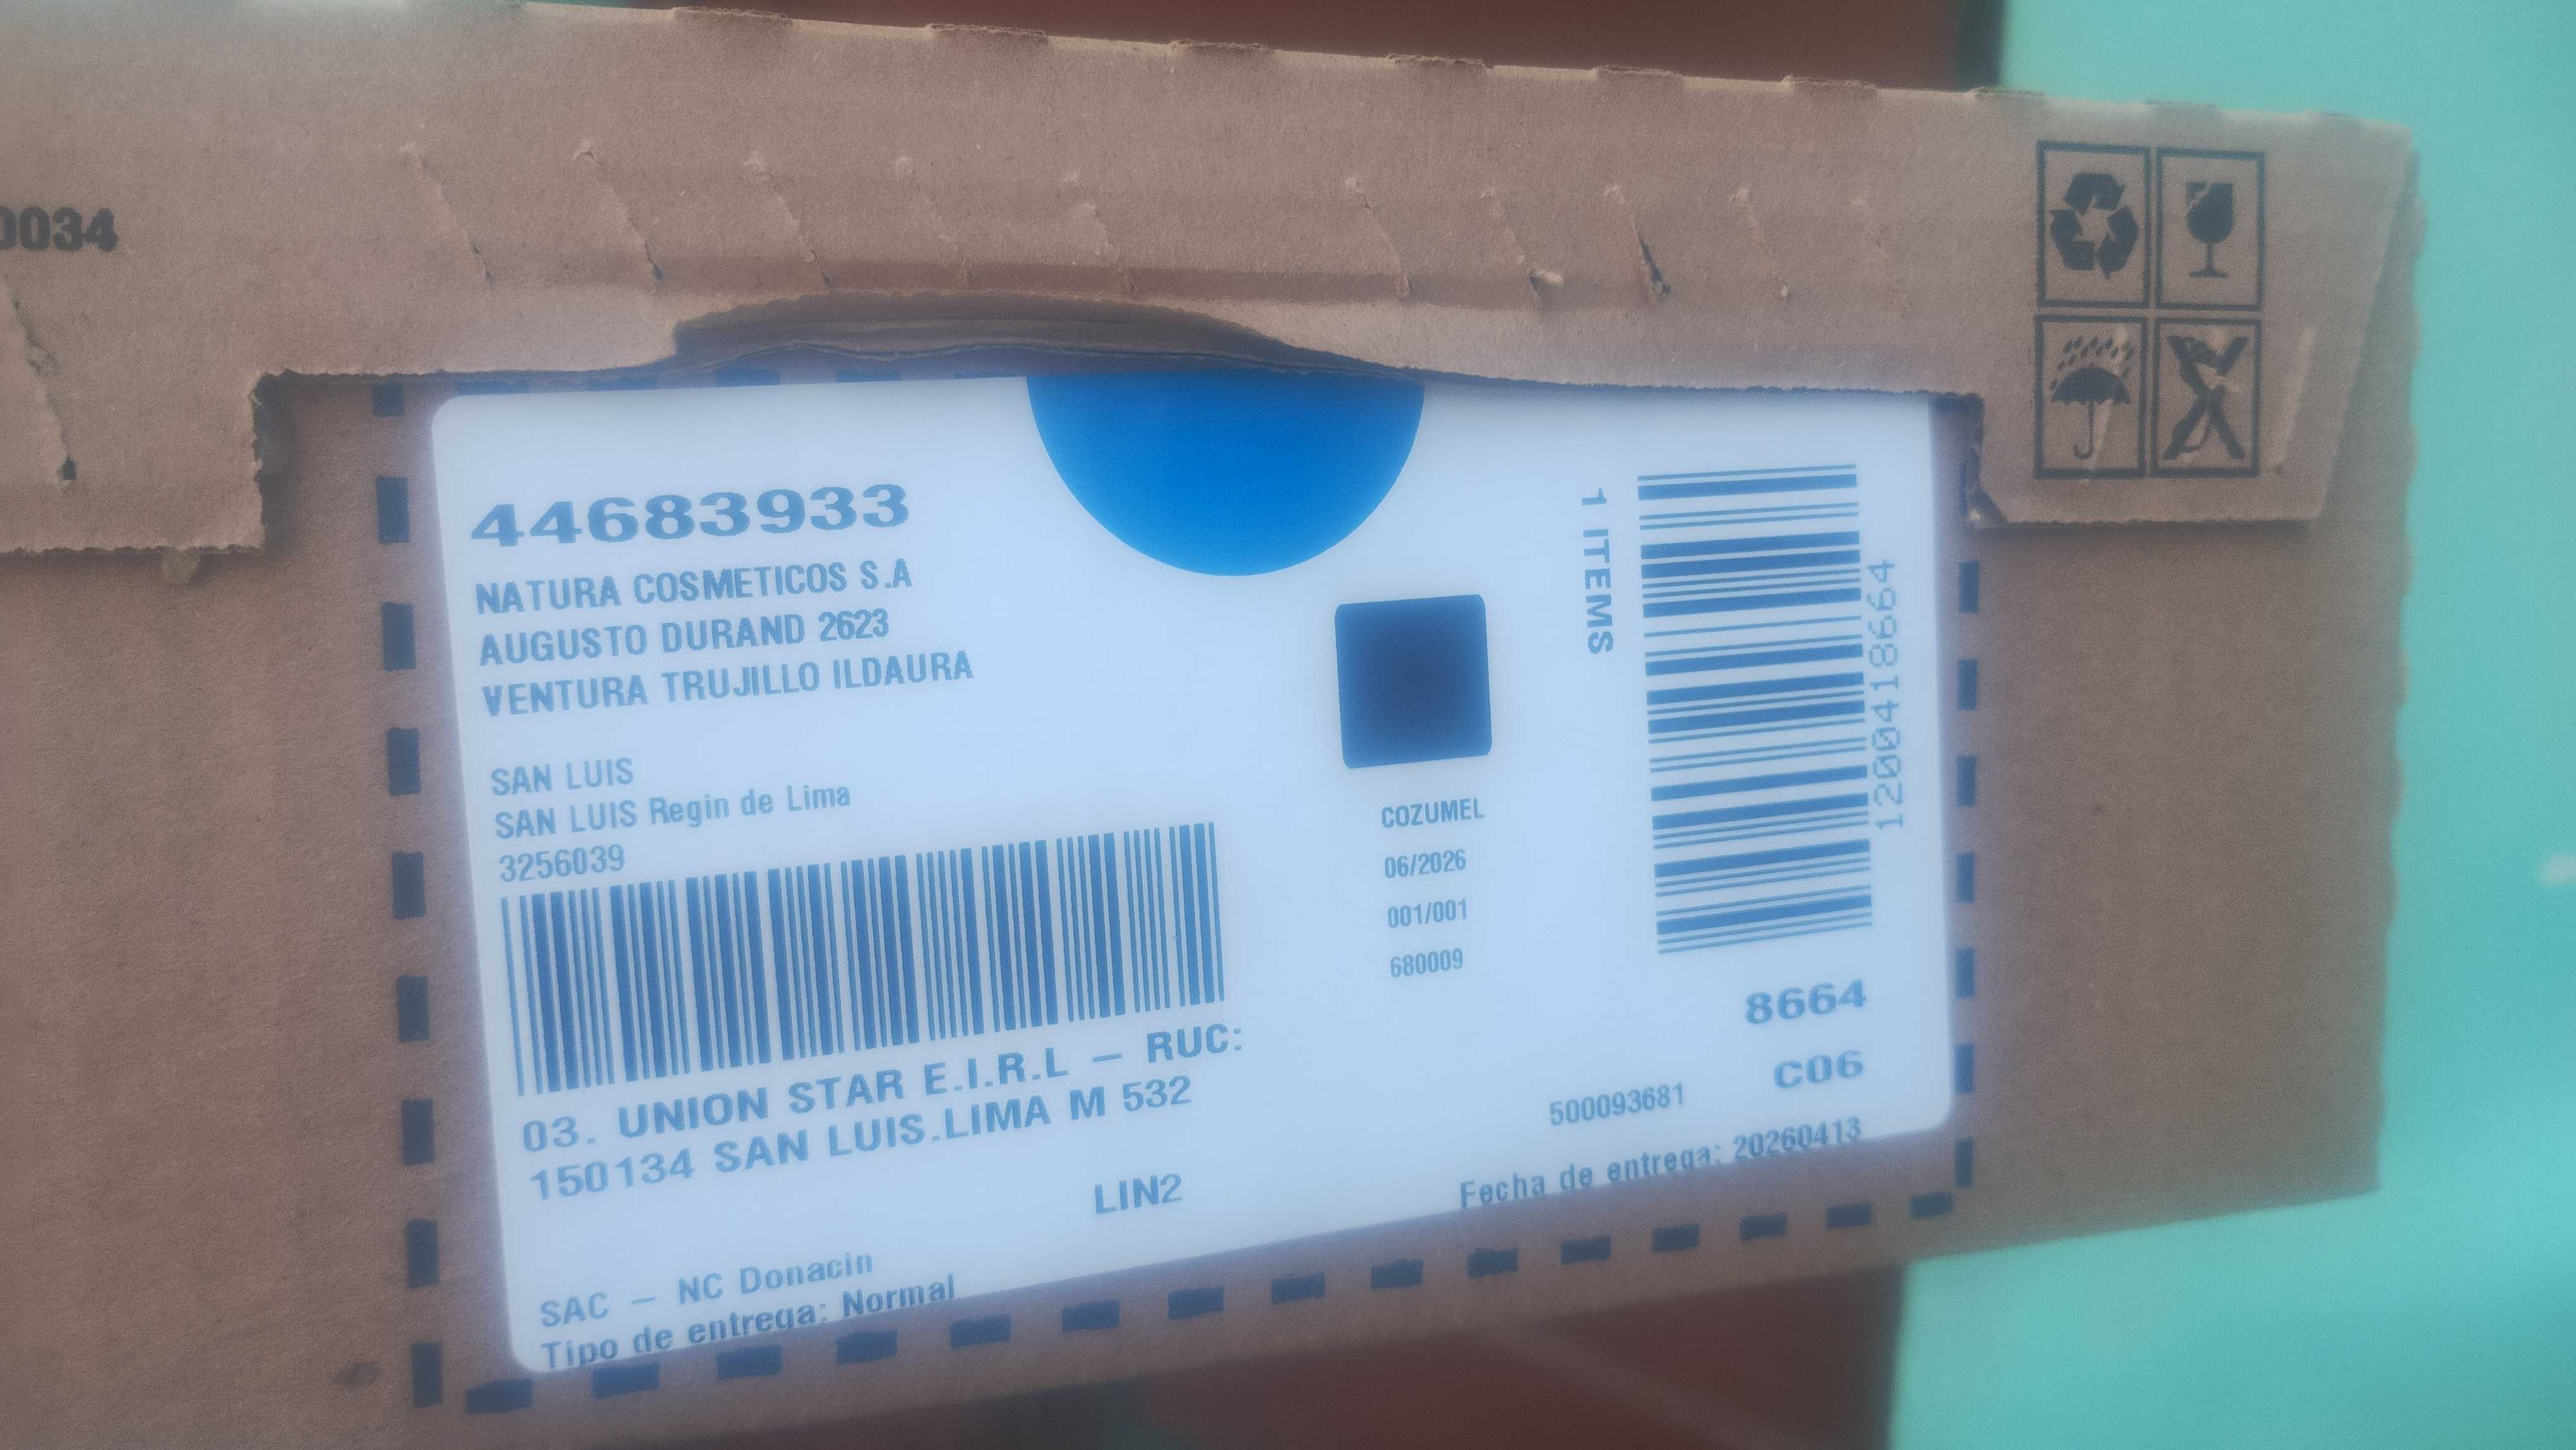 0034
44683933
NATURA COSMETICOS S.A
AUGUSTO DURAND 2623
VENTURA TRUJILLO ILDAURA
SAN LUIS
SAN LUIS Regin de Lima
3256039
03. UNION STAR E.I.R.L – RUC:
150134 SAN LUIS.LIMA M 532
LIN2
SAC – NC Donacin
Tipo de entrega: Normal
COZUMEL
06/2026
001/001
680009
1 ITEMS
12004418664
8664
C06
500093681
Fecha de entrega: 20260413